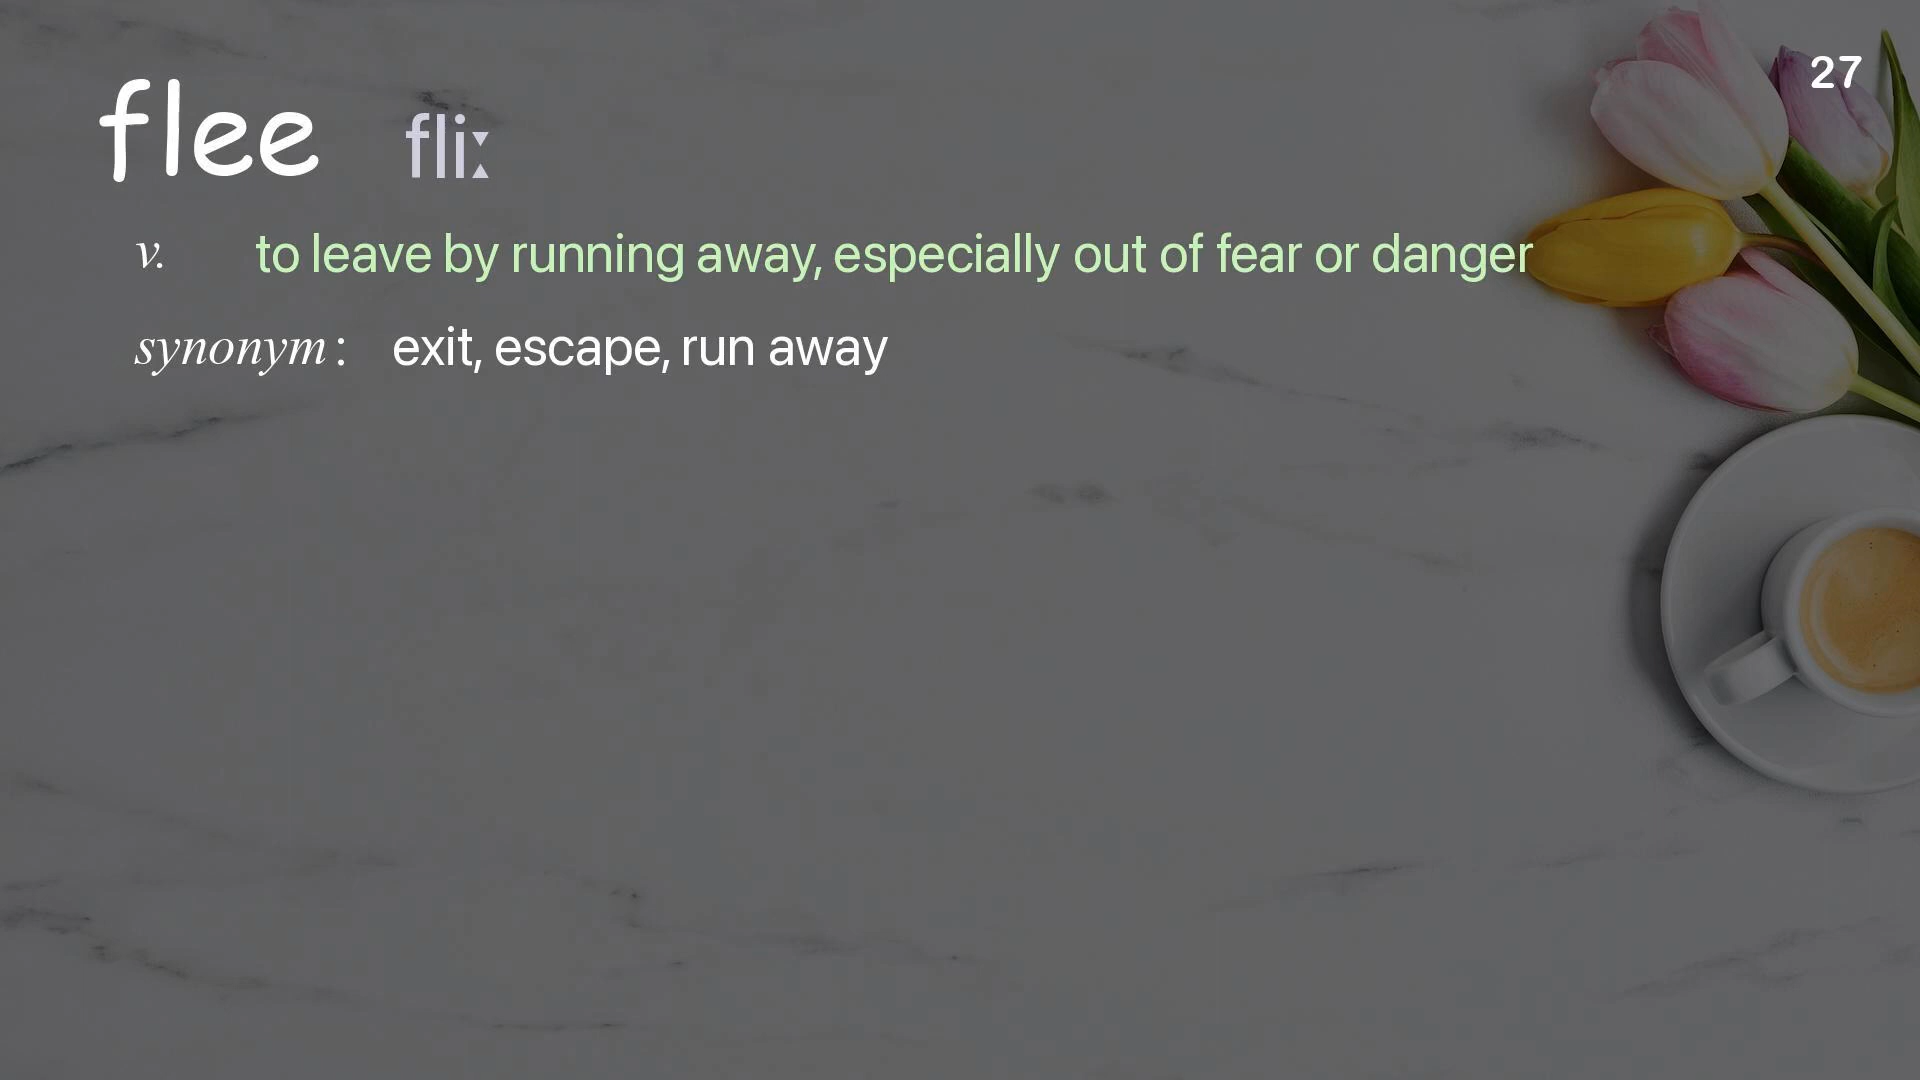 27
flee fliː
v. to leave by running away, especially out of fear or danger
synonym: exit, escape, run away